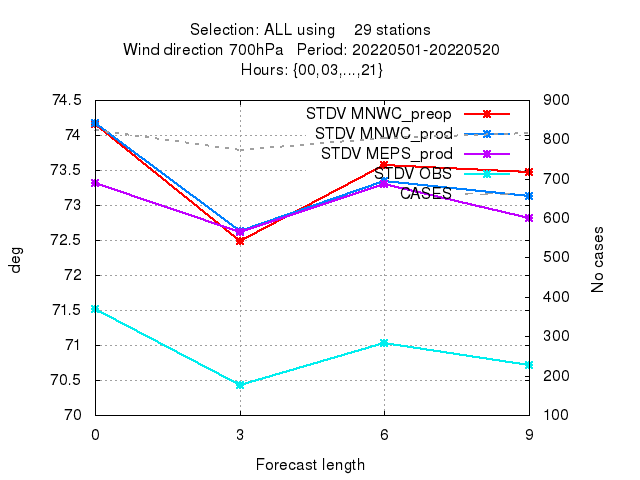 Selection: ALL using 29 stations
Wind direction 700hPa Period: 20220501-20220520
Hours: {00,03,...,21}
74.5
74
73.5
73
72.5
72
71.5
71
70.5
70
deg
STDV MNWC_preop
STDV MNWC_prod
STDV MEPS_prod
STDV OBS
CASES
900
800
700
600
500
400
300
200
100
No cases
0
3
6
9
Forecast length